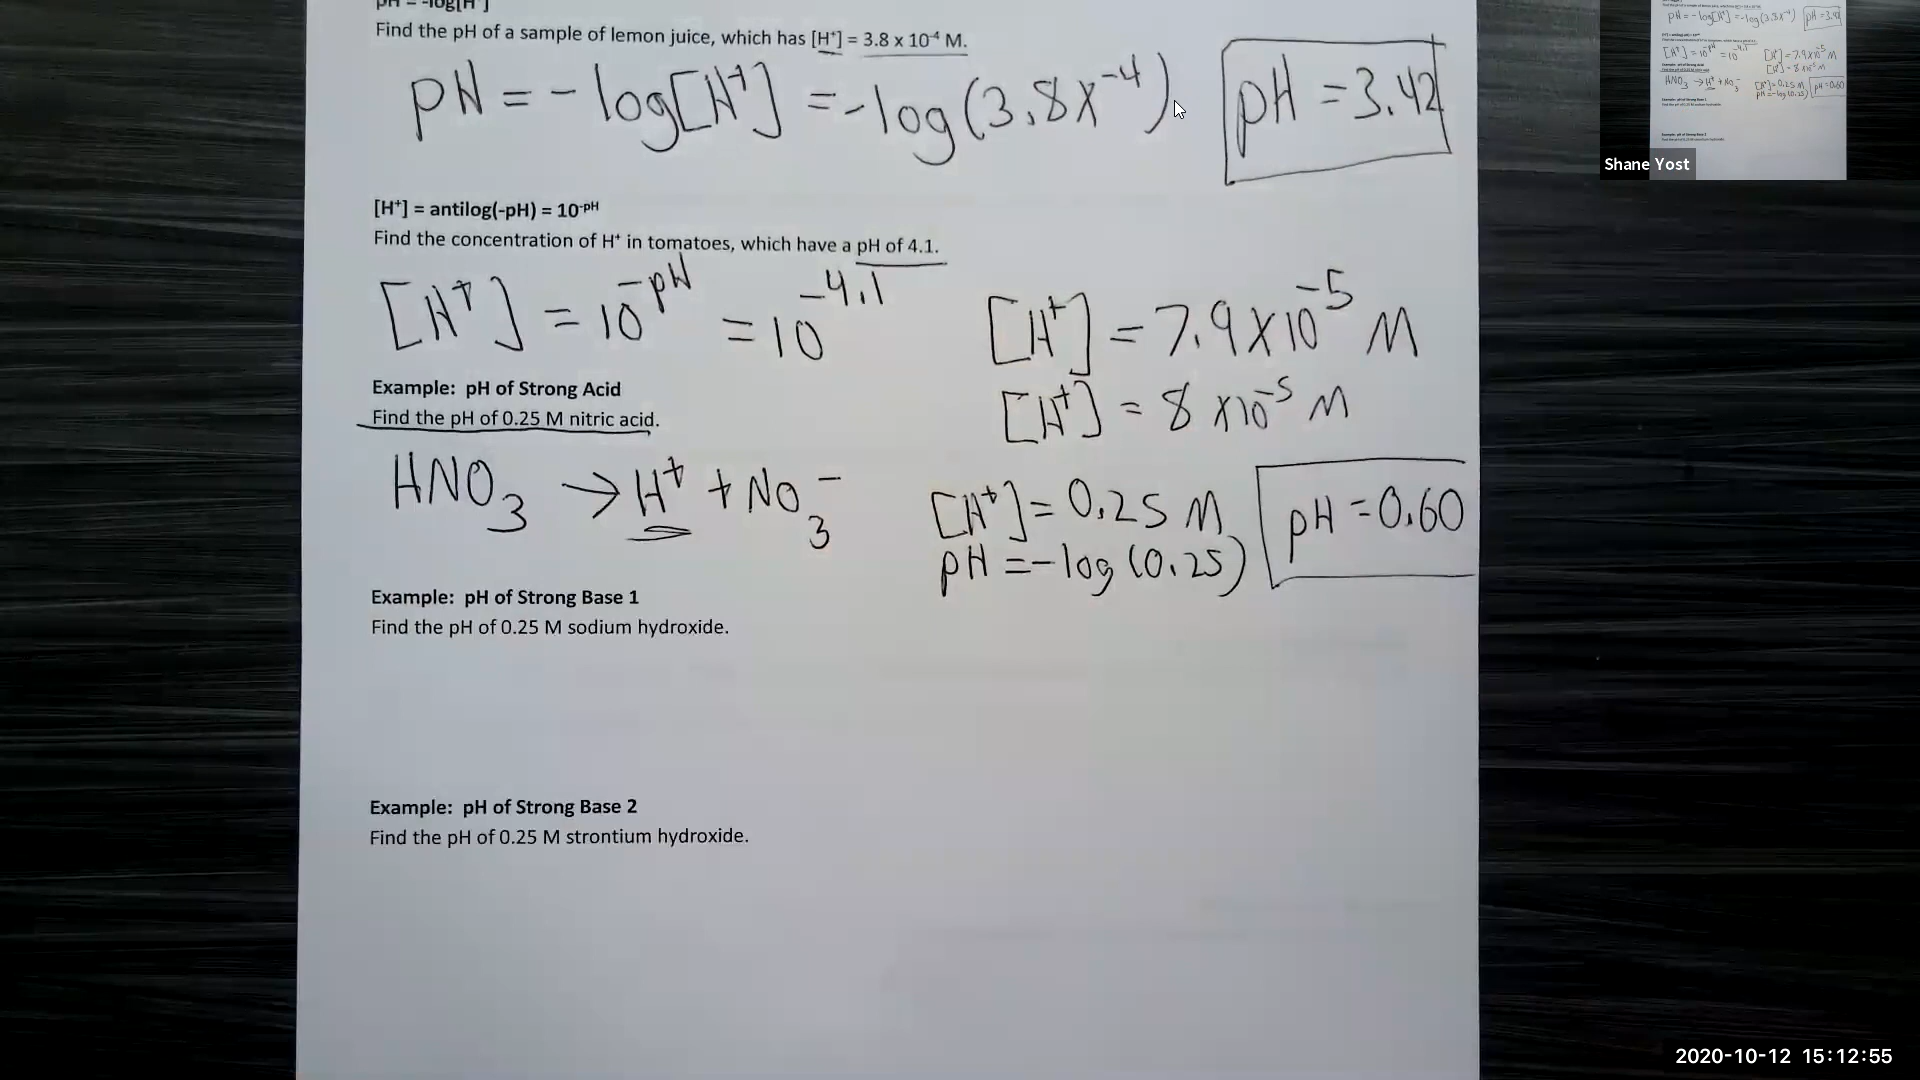 pH = -log[H⁺]
Find the pH of a sample of lemon juice, which has [H⁺] = 3.8 x 10⁻⁴ M.
pH = -log[H⁺] = -log(3.8x⁻⁴) pH = 3.42
[H⁺] = antilog(-pH) = 10⁻ᵖᴴ
Find the concentration of H⁺ in tomatoes, which have a pH of 4.1.
[H⁺] = 10⁻ᵖᴴ = 10⁻⁴·¹ [H⁺] = 7.9x10⁻⁵ M
[H⁺] = 8 x10⁻⁵ M
Example: pH of Strong Acid
Find the pH of 0.25 M nitric acid.
HNO₃ → H⁺ + NO₃⁻ [H⁺] = 0.25 M pH = 0.60
pH = -log(0.25)
Example: pH of Strong Base 1
Find the pH of 0.25 M sodium hydroxide.
Example: pH of Strong Base 2
Find the pH of 0.25 M strontium hydroxide.
Shane Yost
2020-10-12 15:12:55